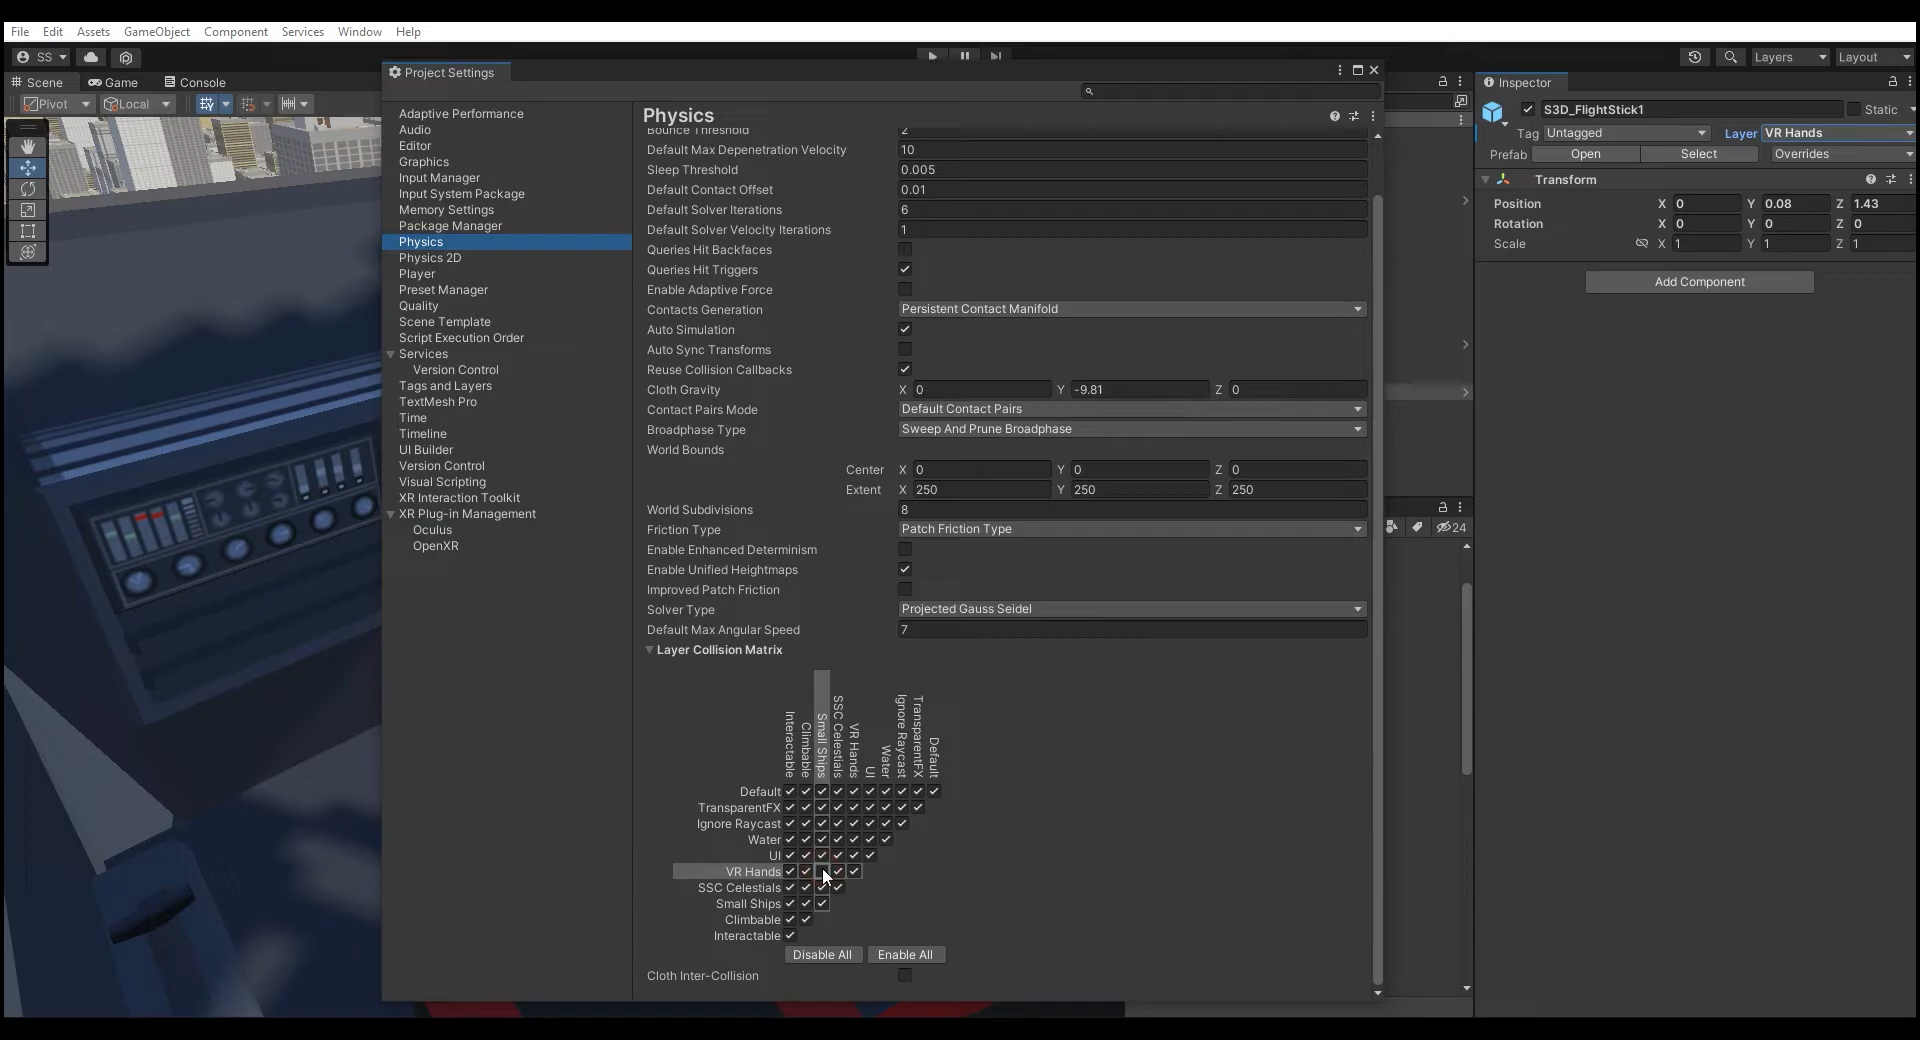 File Edit Assets GameObject Component Services Window Help
SS Layers Layout
Scene Game Console
Pivot Local
Project Settings
Adaptive Performance
Audio
Editor
Graphics
Input Manager
Input System Package
Memory Settings
Package Manager
Physics
Physics 2D
Player
Preset Manager
Quality
Scene Template
Script Execution Order
Services
Version Control
Tags and Layers
TextMesh Pro
Time
Timeline
UI Builder
Version Control
Visual Scripting
XR Interaction Toolkit
XR Plug-in Management
Oculus
OpenXR
Physics
Bounce Threshold 2
Default Max Depenetration Velocity 10
Sleep Threshold 0.005
Default Contact Offset 0.01
Default Solver Iterations 6
Default Solver Velocity Iterations 1
Queries Hit Backfaces
Queries Hit Triggers
Enable Adaptive Force
Contacts Generation Persistent Contact Manifold
Auto Simulation
Auto Sync Transforms
Reuse Collision Callbacks
Cloth Gravity X 0 Y -9.81 Z 0
Contact Pairs Mode Default Contact Pairs
Broadphase Type Sweep And Prune Broadphase
World Bounds
Center X 0 Y 0 Z 0
Extent X 250 Y 250 Z 250
World Subdivisions 8
Friction Type Patch Friction Type
Enable Enhanced Determinism
Enable Unified Heightmaps
Improved Patch Friction
Solver Type Projected Gauss Seidel
Default Max Angular Speed 7
Layer Collision Matrix
Interactable
Climbable
Small Ships
SSC Celestials
VR Hands
UI
Water
Ignore Raycast
TransparentFX
Default
Default
TransparentFX
Ignore Raycast
Water
UI
VR Hands
SSC Celestials
Small Ships
Climbable
Interactable
Disable All Enable All
Cloth Inter-Collision
24
Inspector
S3D_FlightStick1 Static
Tag Untagged Layer VR Hands
Prefab Open Select Overrides
Transform
Position X 0 Y 0.08 Z 1.43
Rotation X 0 Y 0 Z 0
Scale X 1 Y 1 Z 1
Add Component